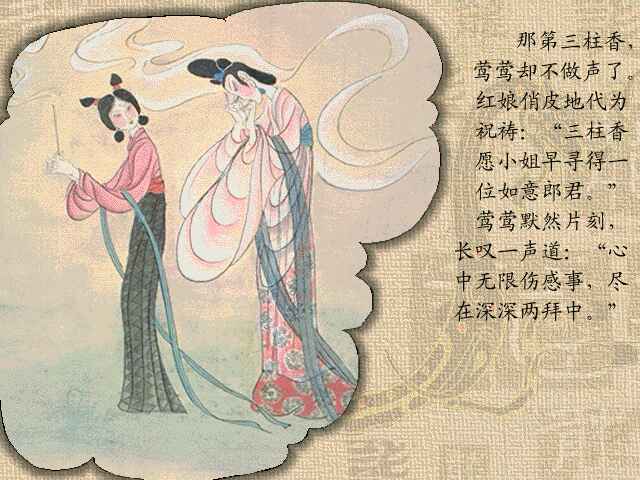 那第三柱香，
莺莺却不做声了。
红娘俏皮地代为
祝祷：“三柱香
愿小姐早寻得一
位如意郎君。”
莺莺默然片刻，
长叹一声道：“心
中无限伤感事，尽
在深深两拜中。”